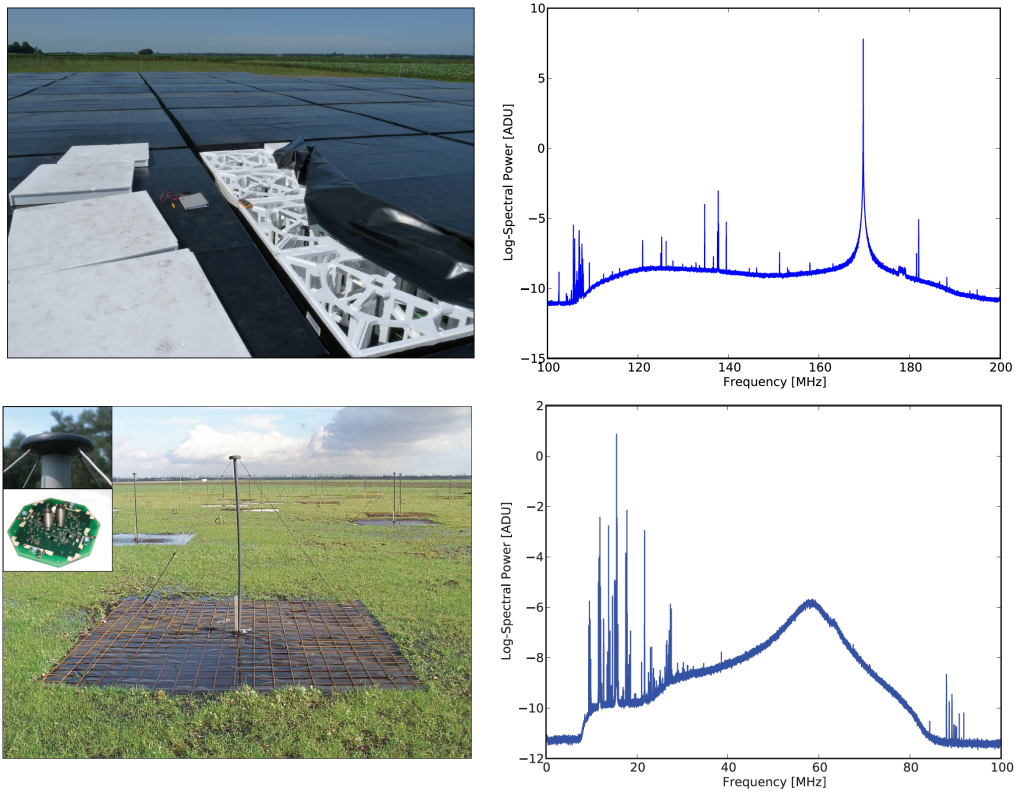 10
5
0
−5
−10
−15
Log-Spectral Power [ADU]
100 120 140 160 180 200
Frequency [MHz]
2
0
−2
−4
−6
−8
−10
−12
Log-Spectral Power [ADU]
0 20 40 60 80 100
Frequency [MHz]